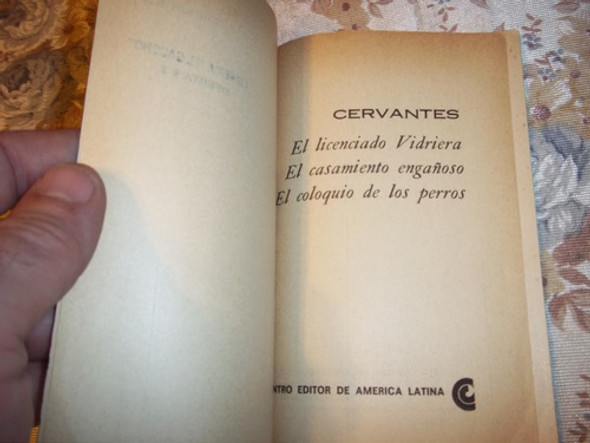 CERVANTES
El licenciado Vidriera
El casamiento engañoso
El coloquio de los perros
NTRO EDITOR DE AMERICA LATINA